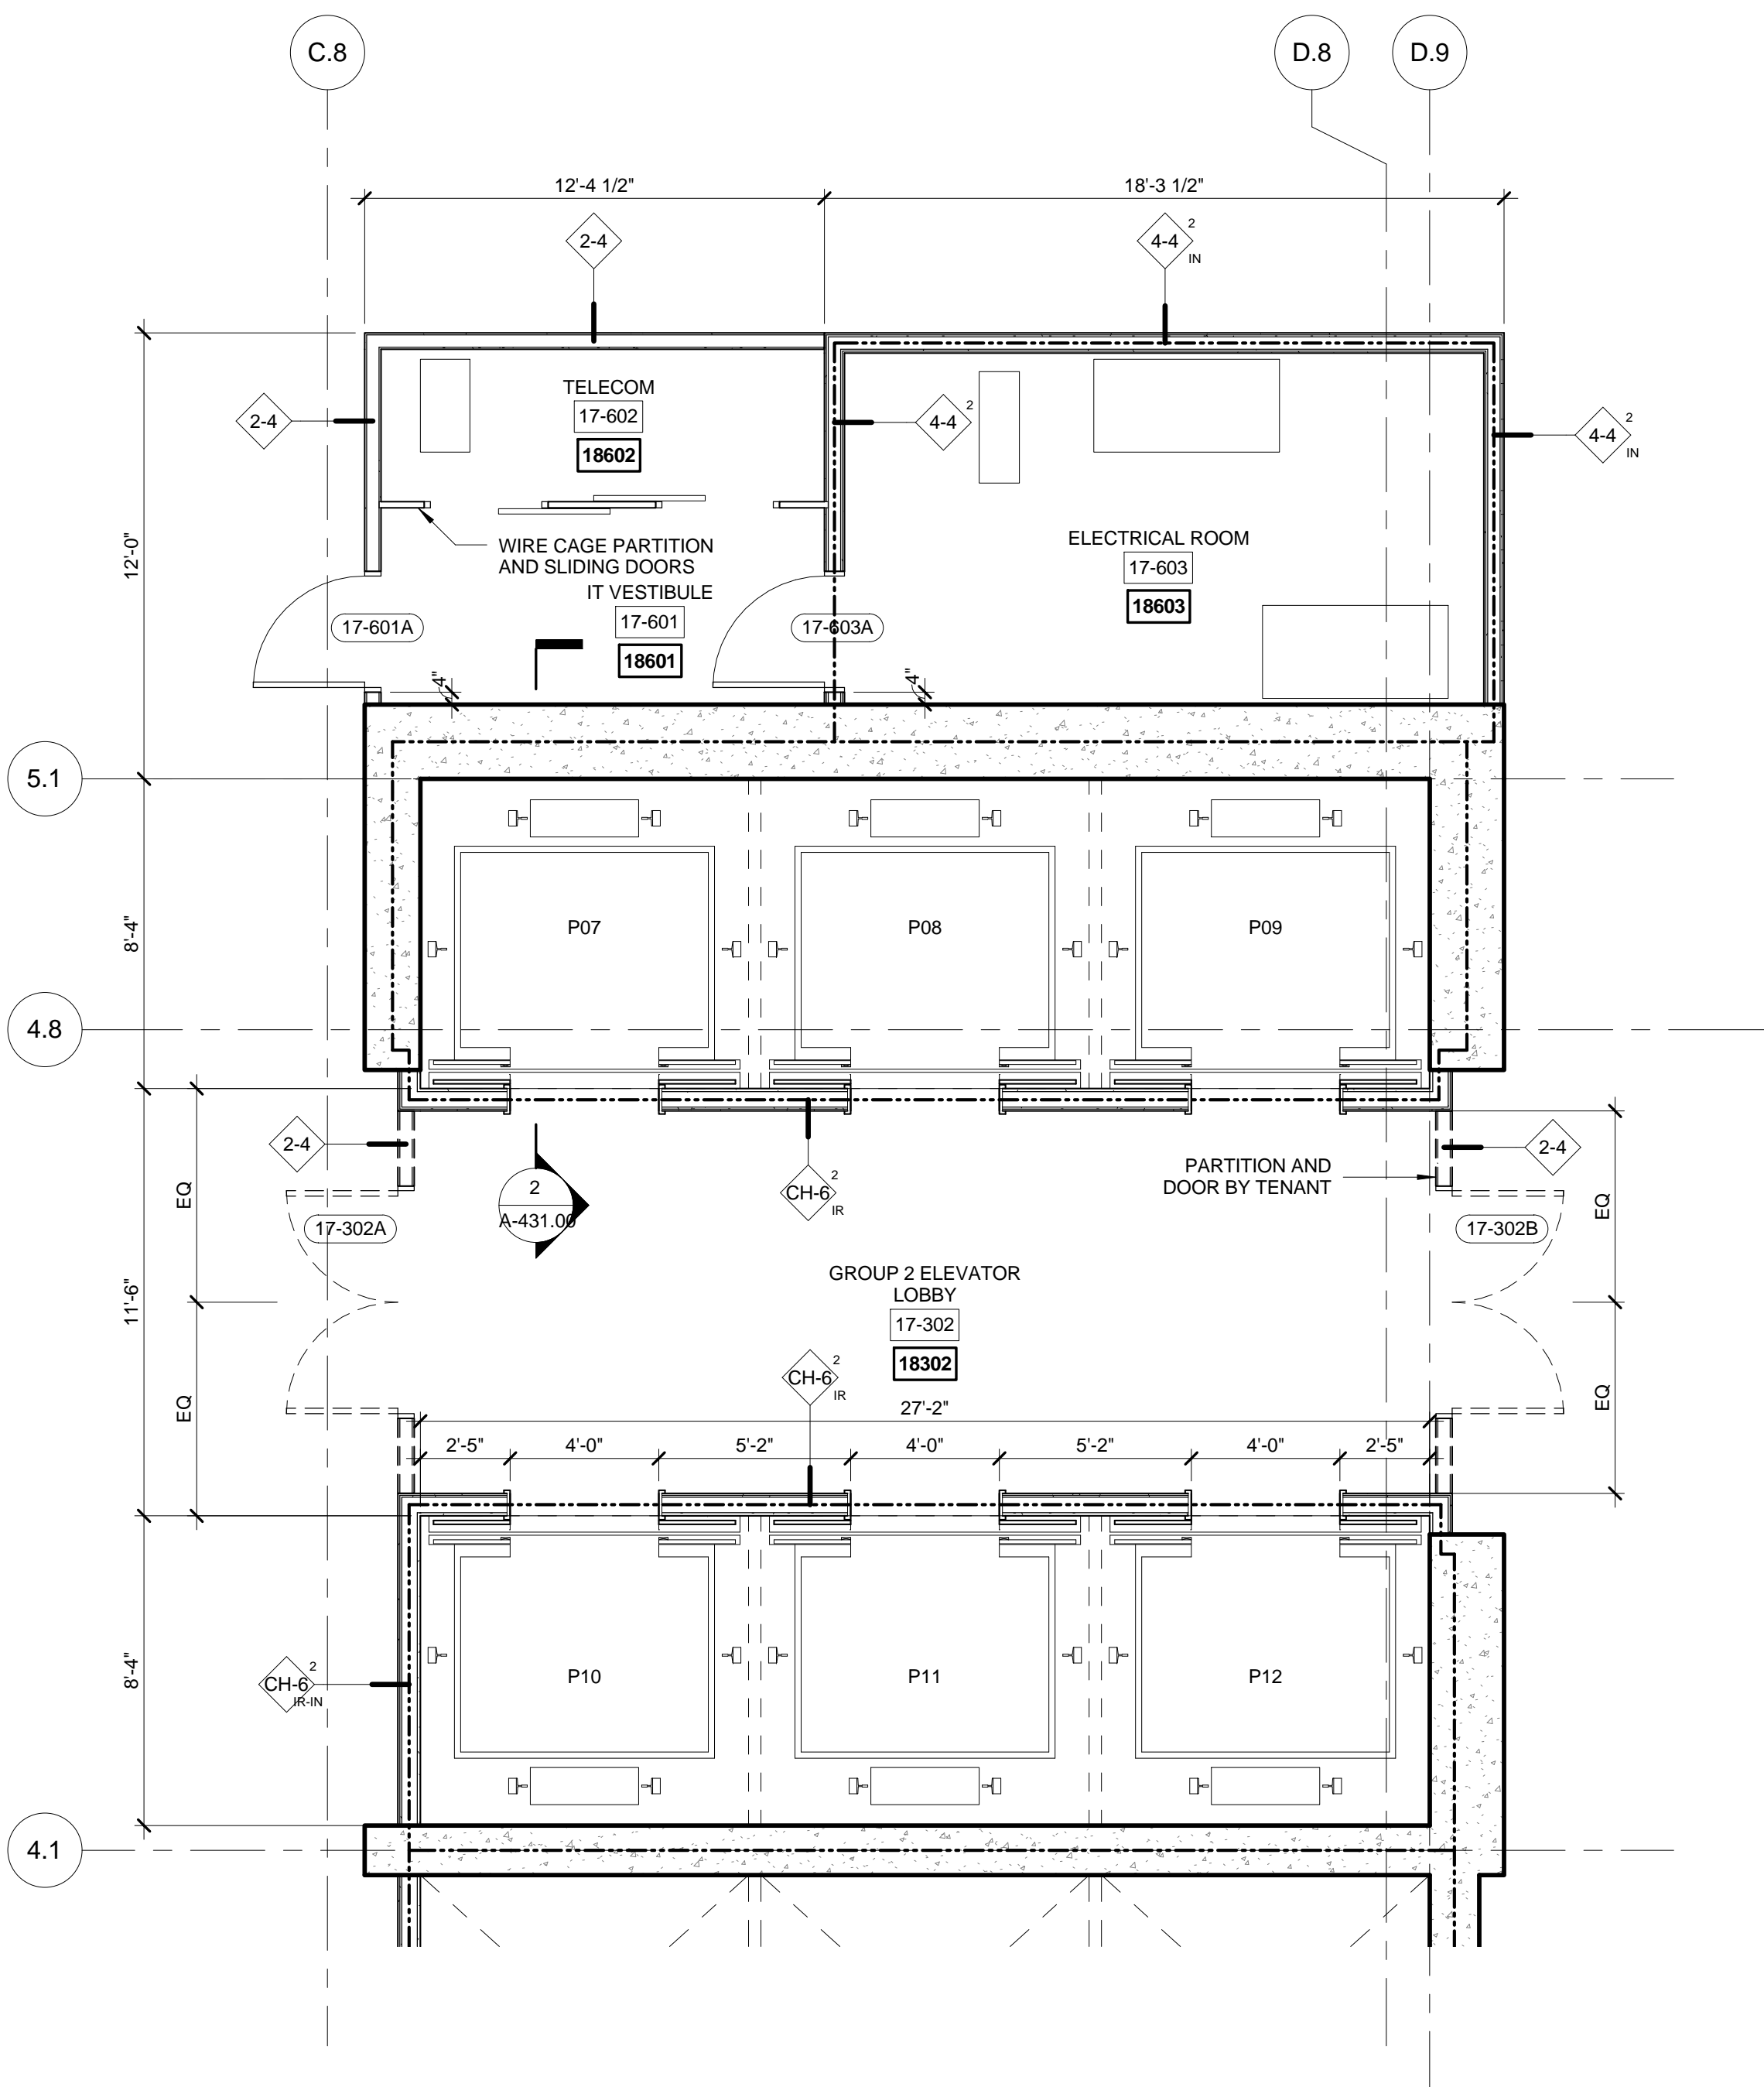 C.8
D.8
D.9
12'-4 1/2"
18'-3 1/2"
2-4
4-4
2
IN
2-4
TELECOM
17-602
18602
4-4
2
4-4
2
IN
12'-0"
WIRE CAGE PARTITION
AND SLIDING DOORS
IT VESTIBULE
17-601
18601
ELECTRICAL ROOM
17-603
18603
17-601A
17-603A
4"
4"
5.1
8'-4"
P07
P08
P09
4.8
2-4
2-4
EQ
2
A-431.00
CH-6
2
IR
PARTITION AND
DOOR BY TENANT
EQ
17-302A
17-302B
11'-6"
GROUP 2 ELEVATOR
LOBBY
17-302
18302
CH-6
2
IR
EQ
EQ
27'-2"
2'-5"
4'-0"
5'-2"
4'-0"
5'-2"
4'-0"
2'-5"
8'-4"
CH-6
2
IR-IN
P10
P11
P12
4.1